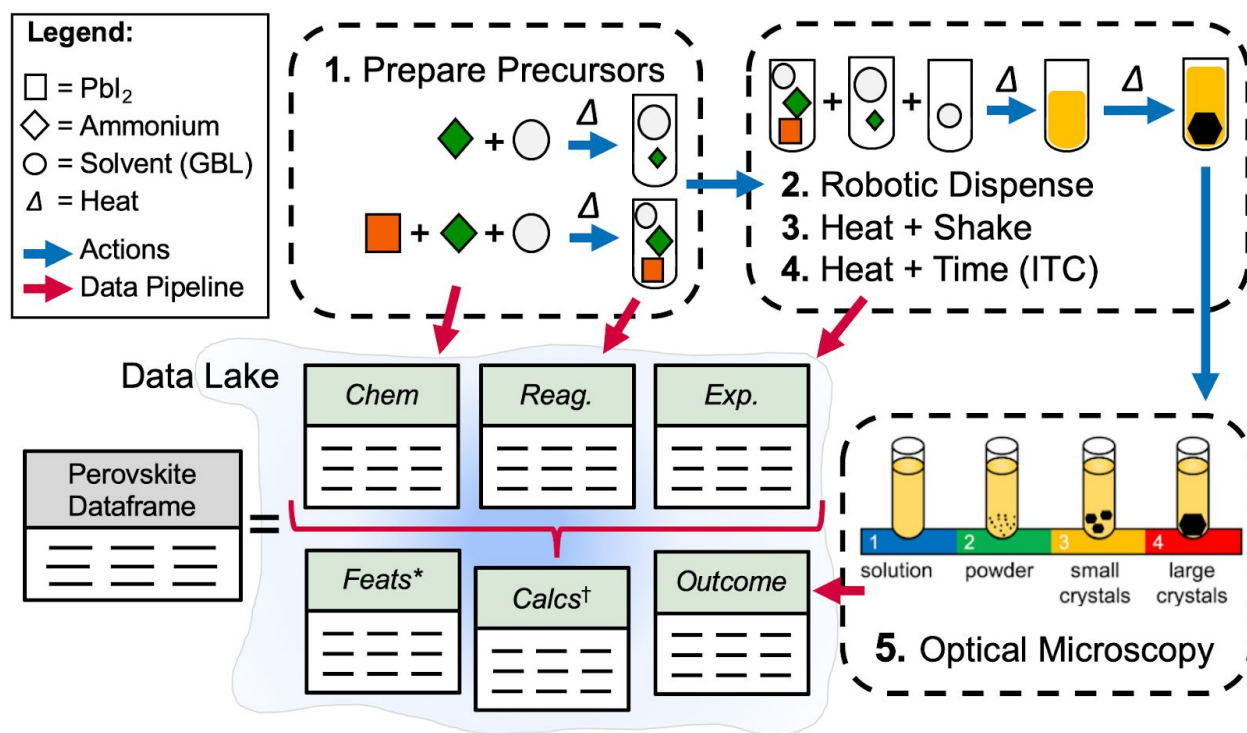 Legend:
= PbI₂
= Ammonium
= Solvent (GBL)
Δ = Heat
Actions
Data Pipeline
1. Prepare Precursors
+
Δ
+ +
Δ
+ +
Δ
Δ
2. Robotic Dispense
3. Heat + Shake
4. Heat + Time (ITC)
Data Lake
Chem
Reag.
Exp.
Perovskite
Dataframe
=
Feats*
Calcs†
Outcome
1 2 3 4
solution
powder
small
crystals
large
crystals
5. Optical Microscopy